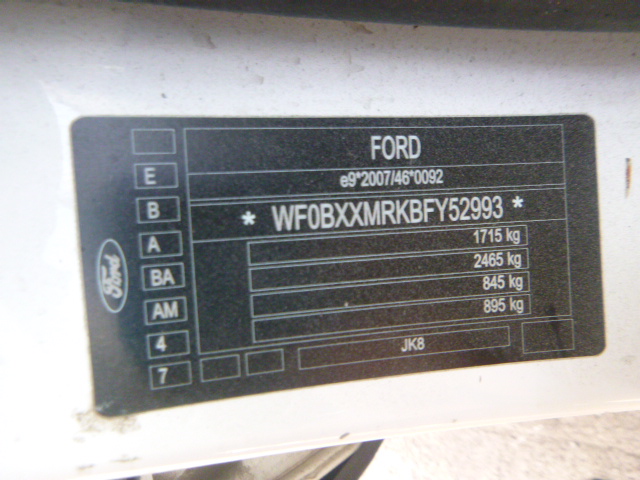 FORD
E
e9*2007/46*0092
B
* WF0BXXMRKBFY52993 *
A
1715 kg
BA
2465 kg
AM
845 kg
4
895 kg
7
JK8
Ford